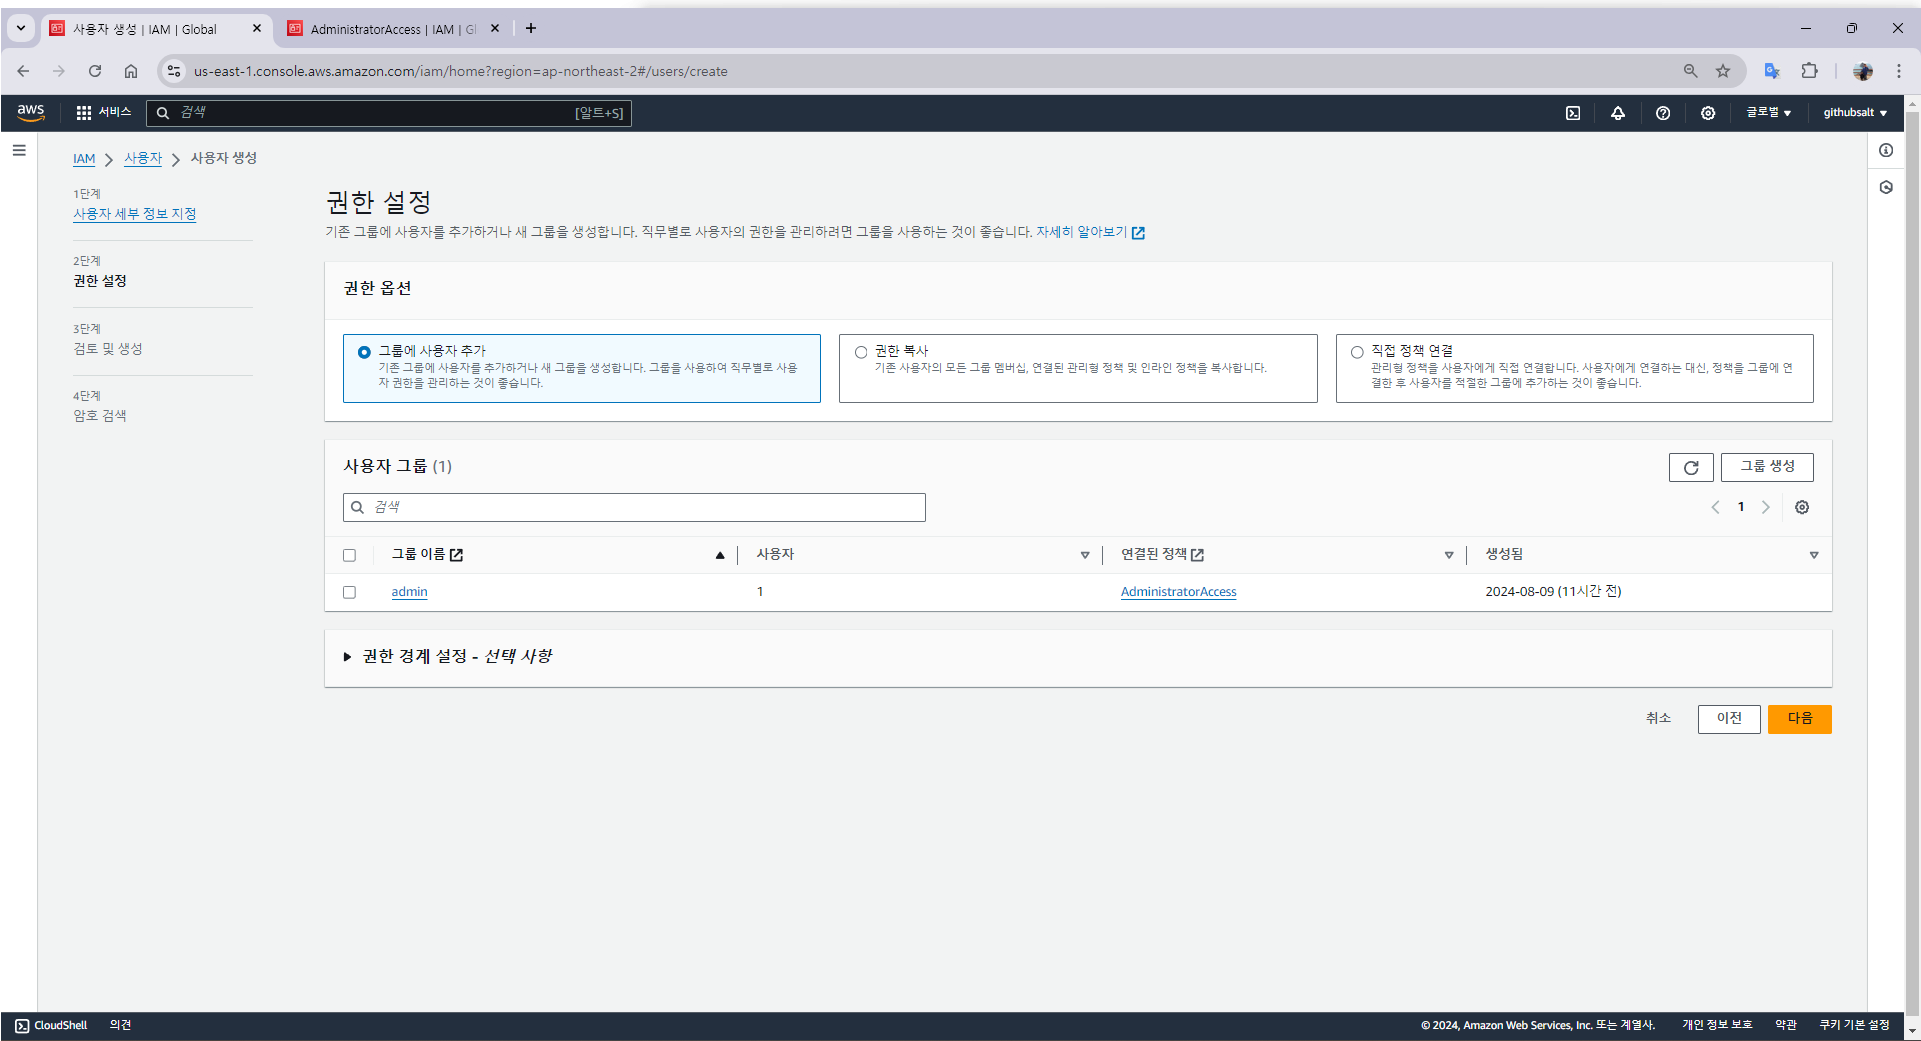 사용자 생성 | IAM | Global
AdministratorAccess | IAM | Gl
us-east-1.console.aws.amazon.com/iam/home?region=ap-northeast-2#/users/create
aws
서비스
검색
[알트+S]
글로벌
githubsalt
IAM
사용자
사용자 생성
1단계
사용자 세부 정보 지정
2단계
권한 설정
3단계
검토 및 생성
4단계
암호 검색
권한 설정
기존 그룹에 사용자를 추가하거나 새 그룹을 생성합니다. 직무별로 사용자의 권한을 관리하려면 그룹을 사용하는 것이 좋습니다. 자세히 알아보기
권한 옵션
그룹에 사용자 추가
기존 그룹에 사용자를 추가하거나 새 그룹을 생성합니다. 그룹을 사용하여 직무별로 사용
자 권한을 관리하는 것이 좋습니다.
권한 복사
기존 사용자의 모든 그룹 멤버십, 연결된 관리형 정책 및 인라인 정책을 복사합니다.
직접 정책 연결
관리형 정책을 사용자에게 직접 연결합니다. 사용자에게 연결하는 대신, 정책을 그룹에 연
결한 후 사용자를 적절한 그룹에 추가하는 것이 좋습니다.
사용자 그룹 (1)
그룹 생성
검색
1
그룹 이름
사용자
연결된 정책
생성됨
admin
1
AdministratorAccess
2024-08-09 (11시간 전)
권한 경계 설정 - 선택 사항
취소
이전
다음
CloudShell
의견
© 2024, Amazon Web Services, Inc. 또는 계열사.
개인 정보 보호
약관
쿠키 기본 설정